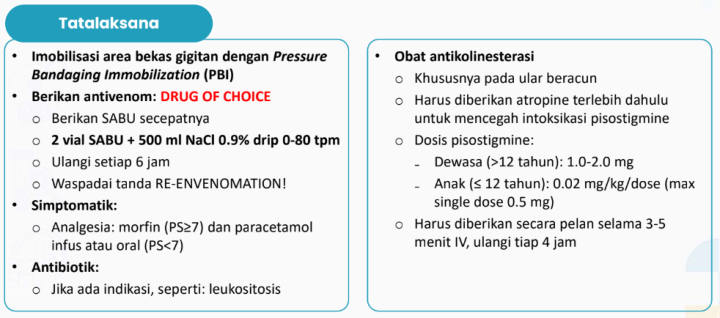 Tatalaksana
• Imobilisasi area bekas gigitan dengan Pressure
Bandaging Immobilization (PBI)
• Berikan antivenom: DRUG OF CHOICE
o Berikan SABU secepatnya
o 2 vial SABU + 500 ml NaCl 0.9% drip 0-80 tpm
o Ulangi setiap 6 jam
o Waspadai tanda RE-ENVENOMATION!
• Simptomatik:
o Analgesia: morfin (PS≥7) dan paracetamol
infus atau oral (PS<7)
• Antibiotik:
o Jika ada indikasi, seperti: leukositosis
• Obat antikolinesterasi
o Khususnya pada ular beracun
o Harus diberikan atropine terlebih dahulu
untuk mencegah intoksikasi pisostigmine
o Dosis pisostigmine:
- Dewasa (>12 tahun): 1.0-2.0 mg
- Anak (≤ 12 tahun): 0.02 mg/kg/dose (max
single dose 0.5 mg)
o Harus diberikan secara pelan selama 3-5
menit IV, ulangi tiap 4 jam